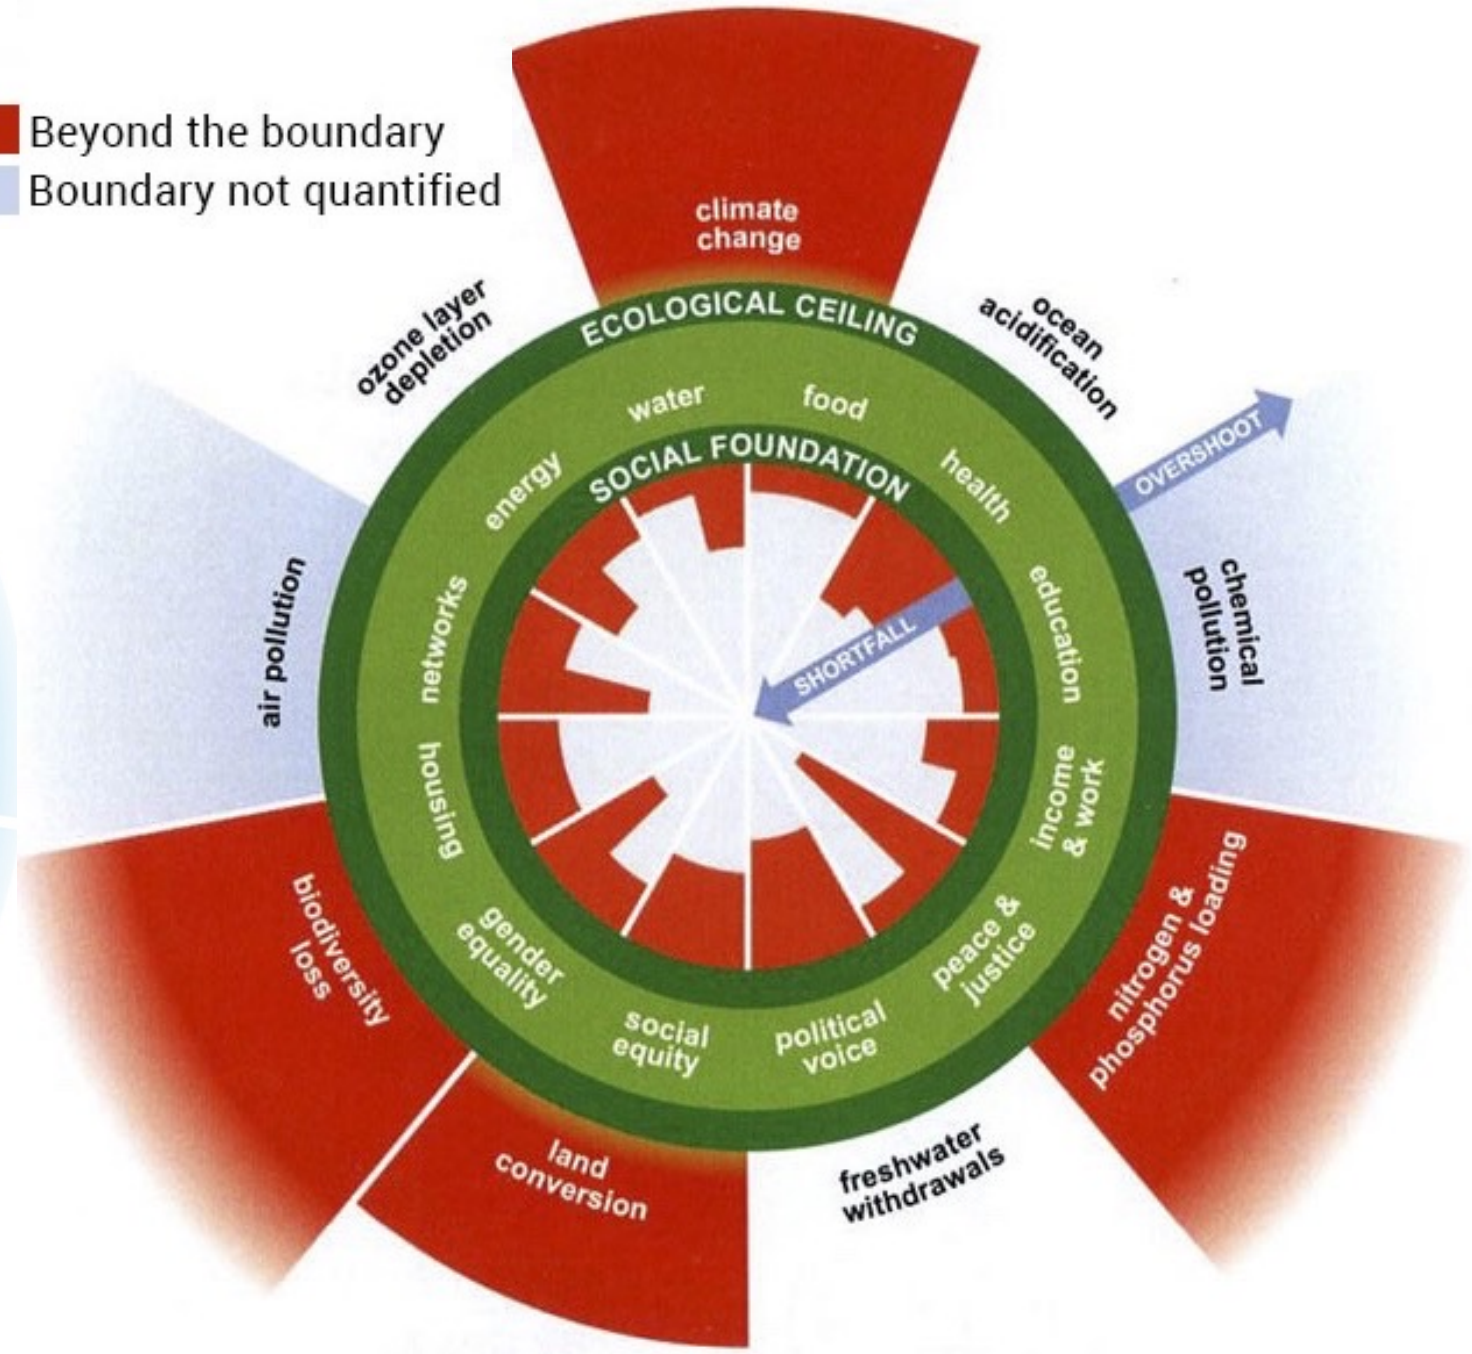 Beyond the boundary
Boundary not quantified
climate
change
ocean
acidification
OVERSHOOT
chemical
pollution
nitrogen &
phosphorus loading
freshwater
withdrawals
land
conversion
biodiversity
loss
air pollution
ozone layer
depletion
ECOLOGICAL CEILING
water
food
health
education
income
& work
peace &
justice
political
voice
social
equity
gender
equality
housing
networks
energy
SOCIAL FOUNDATION
SHORTFALL